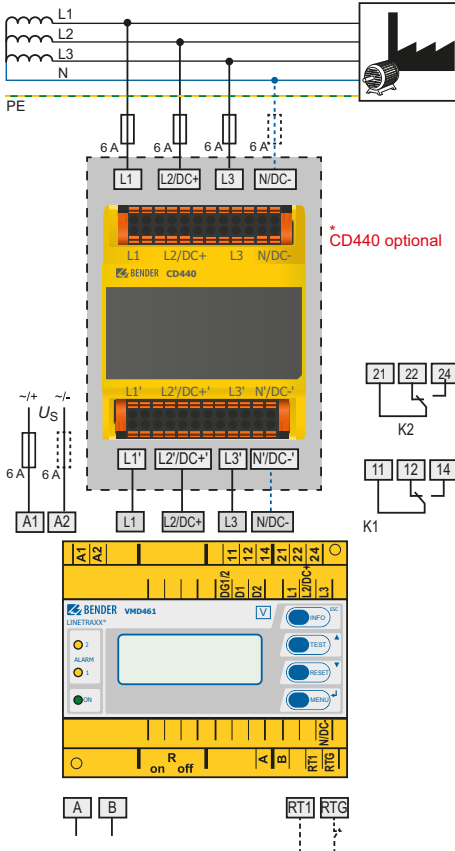 L1
L2
L3
N
PE
6 A 6 A 6 A 6 A
L1 L2/DC+ L3 N/DC-
*
CD440 optional
L1 L2/DC+ L3 N/DC-
BENDER CD440
L1' L2'/DC+' L3' N'/DC-'
~/+ ~/-
US
6 A 6 A
21 22 24
K2
L1' L2'/DC+' L3' N'/DC-'
11 12 14
K1
A1 A2 L1 L2/DC+ L3 N/DC-
A1 A2 11 12 14 21 22 24
DG1/2 D1 D2 L1 L2/DC+ L3
BENDER VMD461 V
LINETRAXX®
INFO ESC
2
ALARM
1
TEST
RESET
ON
MENU
N/DC-
R
on off
A B RT1 RTG
A B RT1 RTG